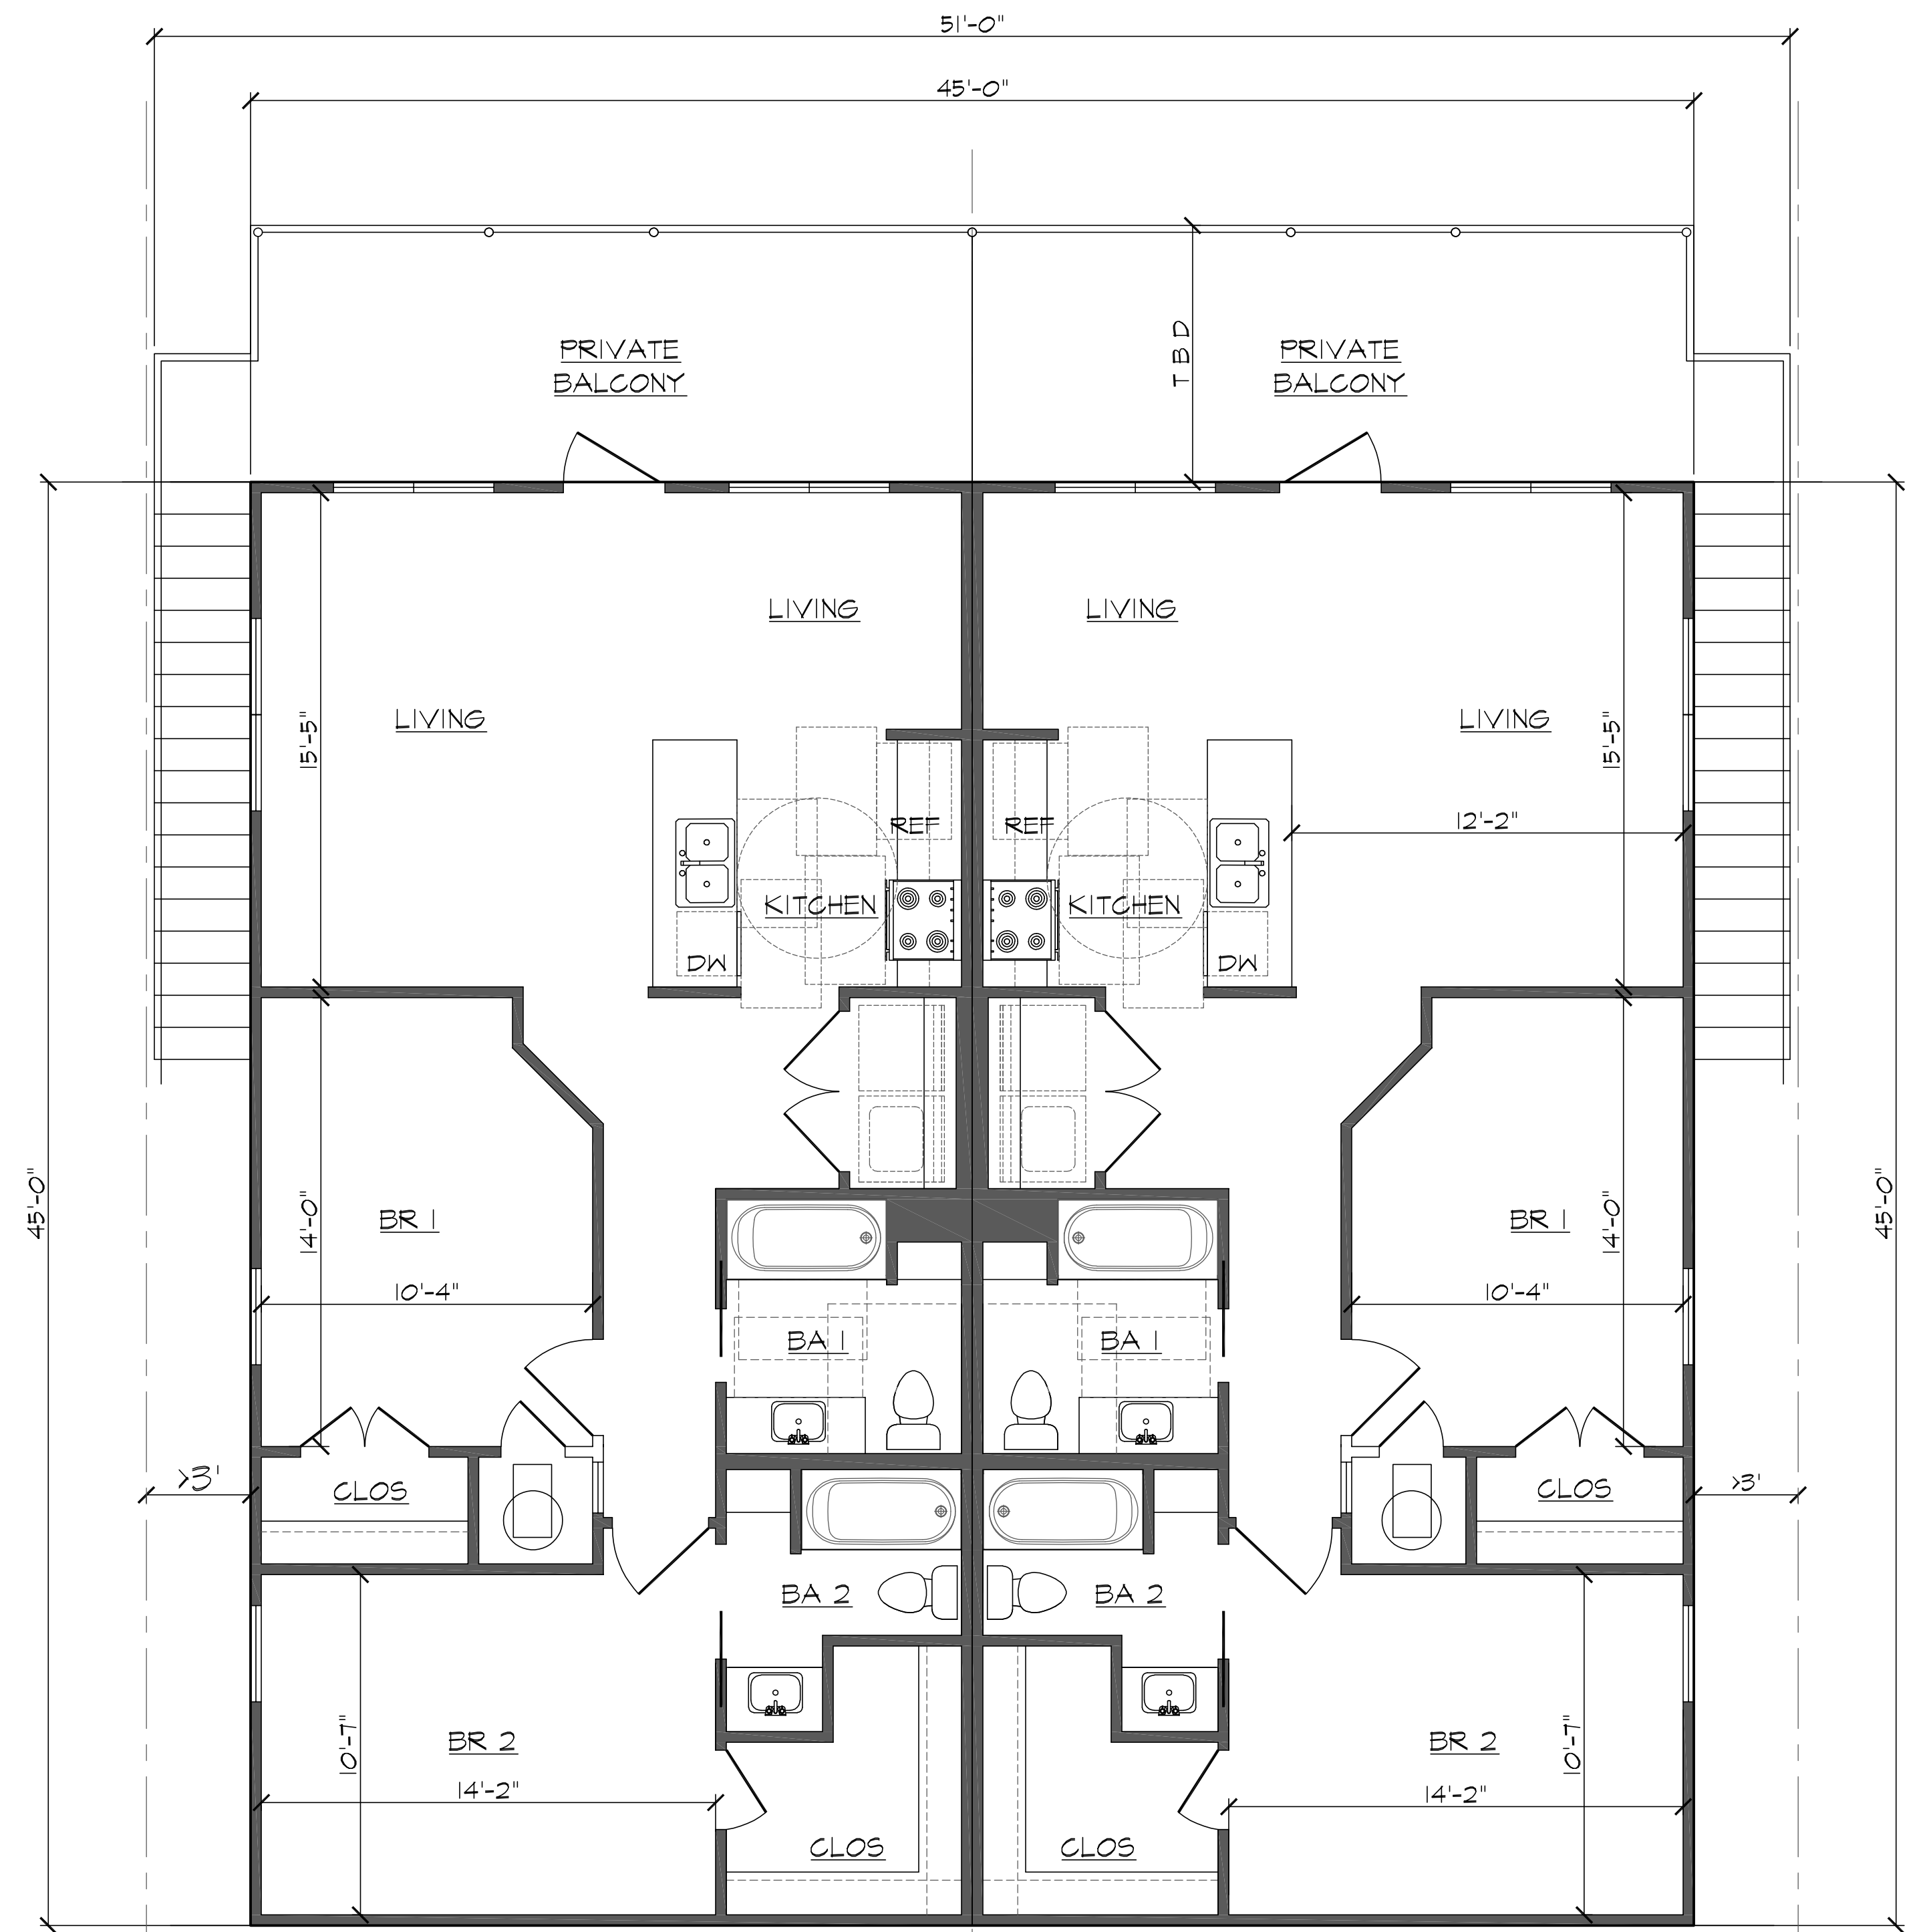 51'-0"
45'-0"
PRIVATE
BALCONY
TBD
PRIVATE
BALCONY
LIVING
LIVING
LIVING
LIVING
15'-5"
15'-5"
REF
REF
12'-2"
KITCHEN
KITCHEN
DW
DW
45'-0"
45'-0"
14'-0"
BR 1
BR 1
14'-0"
10'-4"
10'-4"
BA 1
BA 1
>3'
CLOS
CLOS
>3'
BA 2
BA 2
10'-7"
BR 2
BR 2
10'-7"
14'-2"
14'-2"
CLOS
CLOS